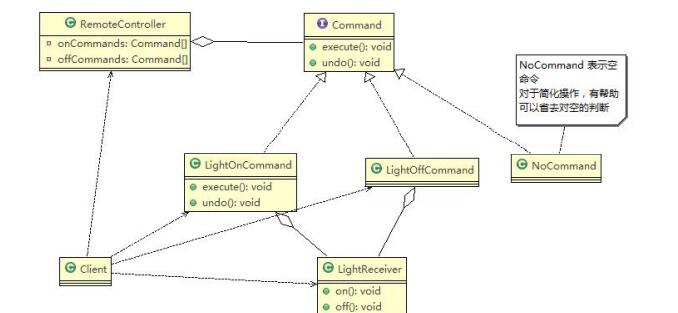 RemoteController
onCommands: Command[]
offCommands: Command[]
Command
execute(): void
undo(): void
NoCommand 表示空
命令
对于简化操作，有帮助
可以省去对空的判断
LightOnCommand
execute(): void
undo(): void
LightOffCommand
NoCommand
Client
LightReceiver
on(): void
off(): void